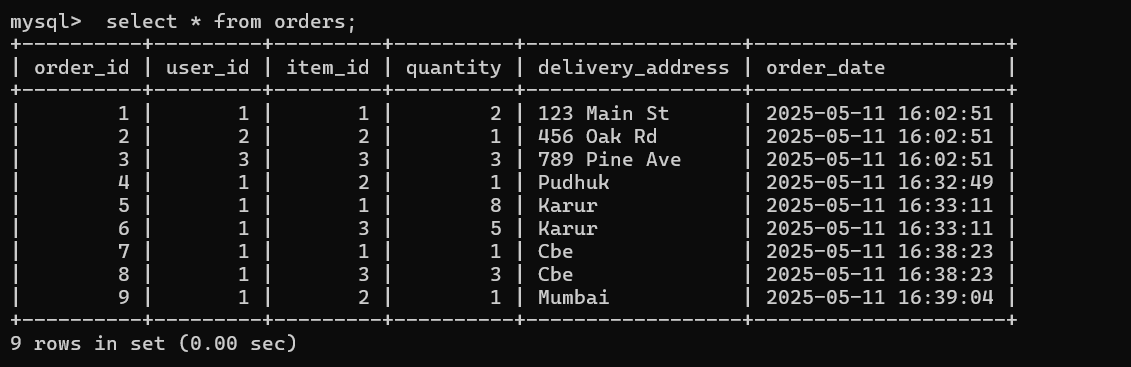 mysql>  select * from orders;
+----------+---------+---------+----------+------------------+---------------------+
| order_id | user_id | item_id | quantity | delivery_address | order_date          |
+----------+---------+---------+----------+------------------+---------------------+
|        1 |       1 |       1 |        2 | 123 Main St      | 2025-05-11 16:02:51 |
|        2 |       2 |       2 |        1 | 456 Oak Rd       | 2025-05-11 16:02:51 |
|        3 |       3 |       3 |        3 | 789 Pine Ave     | 2025-05-11 16:02:51 |
|        4 |       1 |       2 |        1 | Pudhuk           | 2025-05-11 16:32:49 |
|        5 |       1 |       1 |        8 | Karur            | 2025-05-11 16:33:11 |
|        6 |       1 |       3 |        5 | Karur            | 2025-05-11 16:33:11 |
|        7 |       1 |       1 |        1 | Cbe              | 2025-05-11 16:38:23 |
|        8 |       1 |       3 |        3 | Cbe              | 2025-05-11 16:38:23 |
|        9 |       1 |       2 |        1 | Mumbai           | 2025-05-11 16:39:04 |
+----------+---------+---------+----------+------------------+---------------------+
9 rows in set (0.00 sec)